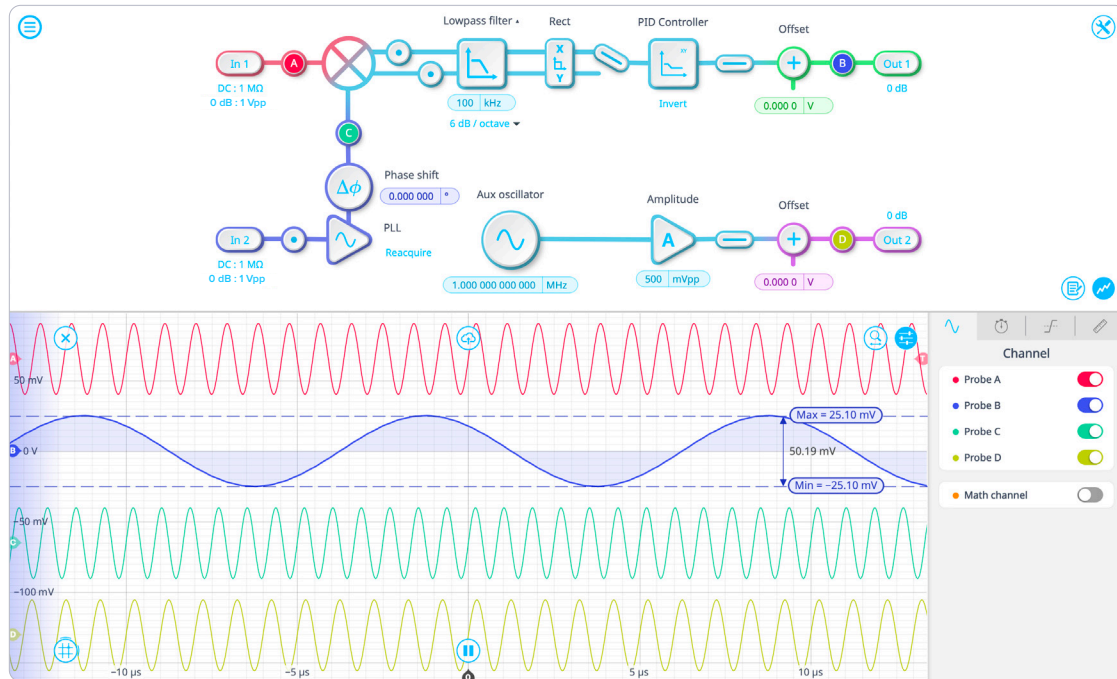 Lowpass filter ▴
Rect
PID Controller
Offset
In 1
A
X
Y
XY
+
B
Out 1
DC : 1 MΩ
0 dB : 1 Vpp
100 kHz
6 dB / octave ▾
Invert
0.000 0 V
0 dB
C
Phase shift
Δϕ
0.000 000 °
Aux oscillator
Amplitude
Offset
0 dB
In 2
PLL
Reacquire
A
+
D
Out 2
DC : 1 MΩ
0 dB : 1 Vpp
1.000 000 000 000 MHz
500 mVpp
0.000 0 V
Channel
A
T
50 mV
Probe A
Probe B
Probe C
Probe D
Math channel
Max = 25.10 mV
B
0 V
50.19 mV
Min = −25.10 mV
−50 mV
C
−100 mV
D
−10 µs
−5 µs
0
5 µs
10 µs